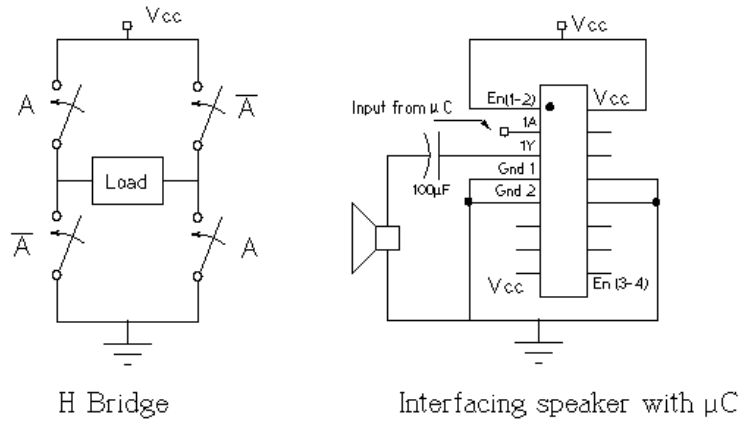 Vcc
A
A̅
Load
A̅
A
H Bridge
Vcc
En(1-2)
Vcc
Input from μC
1A
1Y
Gnd 1
100μF
Gnd 2
Vcc
En (3-4)
Interfacing speaker with μC